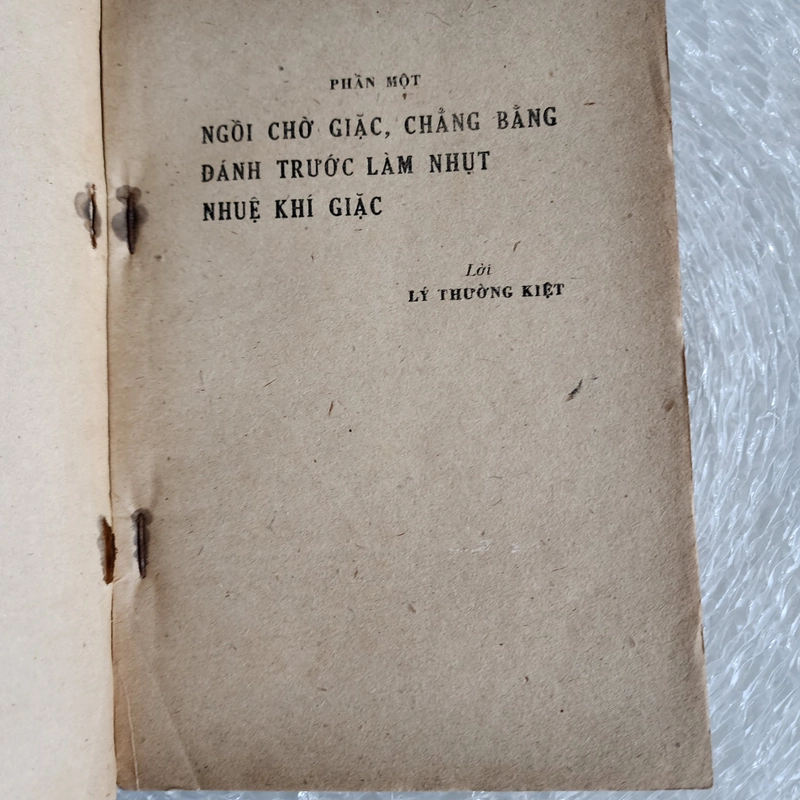 PHẦN MỘT
NGỒI CHỜ GIẶC, CHẲNG BẰNG
ĐÁNH TRƯỚC LÀM NHỤT
NHUỆ KHÍ GIẶC
Lời
LÝ THƯỜNG KIỆT